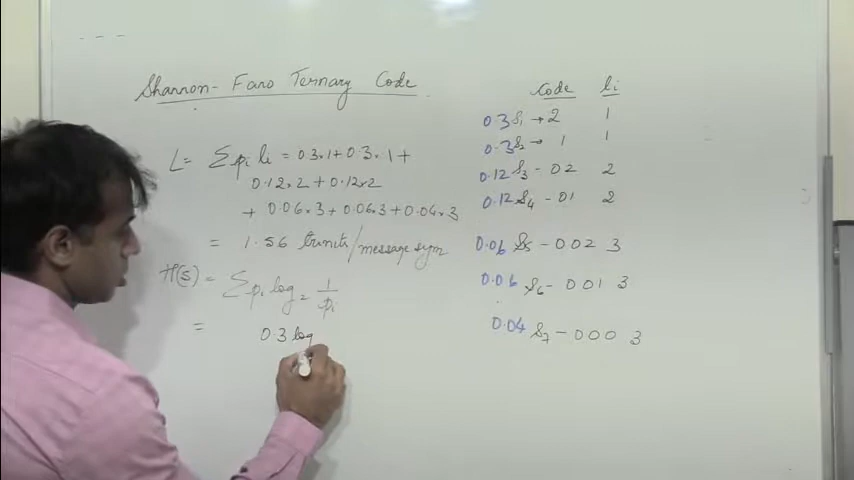 Shannon-Fano Ternary Code
L = Σ pi li = 0.3×1+0.3×1+
0.12×2+0.12×2
+ 0.06×3+0.06×3+0.04×3
= 1.56 trinits/message sym
H(s) = Σ pi log2 1/pi
= 0.3 log
Code li
0.3 S1 → 2 1
0.3 S2 → 1 1
0.12 S3 - 02 2
0.12 S4 - 01 2
0.06 S5 - 002 3
0.06 S6 - 001 3
0.04 S7 - 000 3